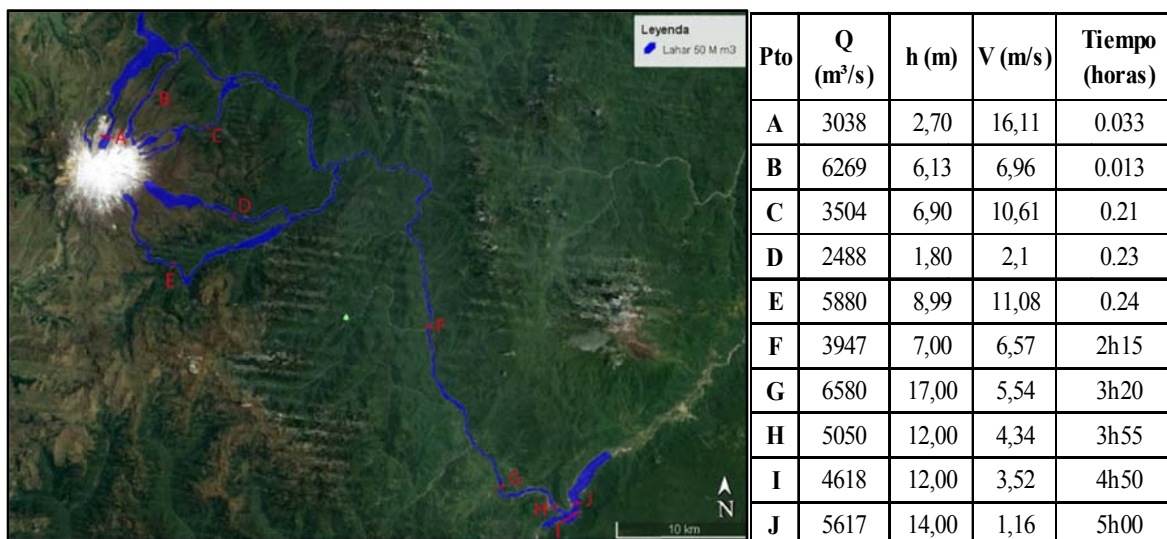 Leyenda
Lahar 50 M m3
A
B
C
D
E
F
G
H
I
J
N
10 km
Pto Q (m³/s) h (m) V (m/s) Tiempo (horas)
A 3038 2,70 16,11 0.033
B 6269 6,13 6,96 0.013
C 3504 6,90 10,61 0.21
D 2488 1,80 2,1 0.23
E 5880 8,99 11,08 0.24
F 3947 7,00 6,57 2h15
G 6580 17,00 5,54 3h20
H 5050 12,00 4,34 3h55
I 4618 12,00 3,52 4h50
J 5617 14,00 1,16 5h00